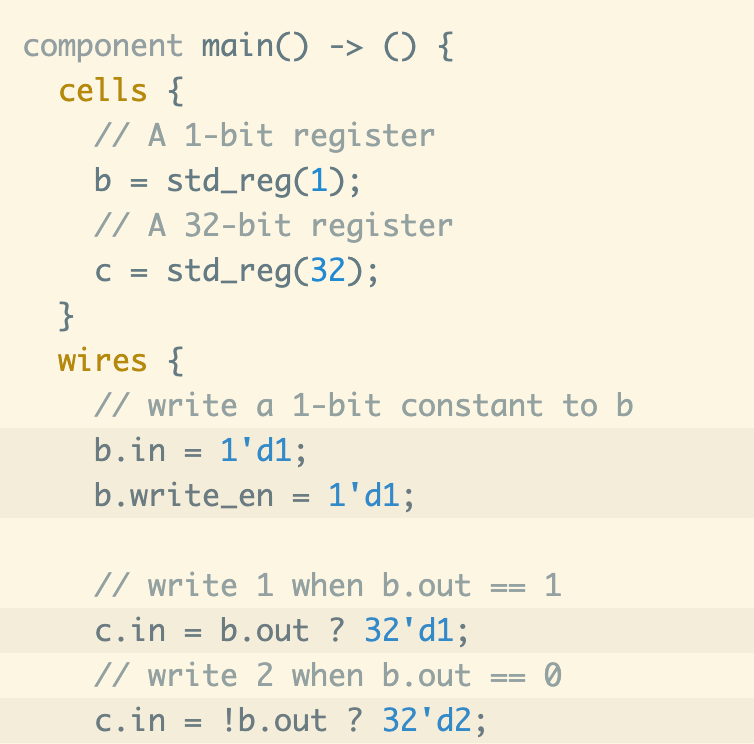 component main() -> () {
cells {
// A 1-bit register
b = std_reg(1);
// A 32-bit register
c = std_reg(32);
}
wires {
// write a 1-bit constant to b
b.in = 1'd1;
b.write_en = 1'd1;
// write 1 when b.out == 1
c.in = b.out ? 32'd1;
// write 2 when b.out == 0
c.in = !b.out ? 32'd2;